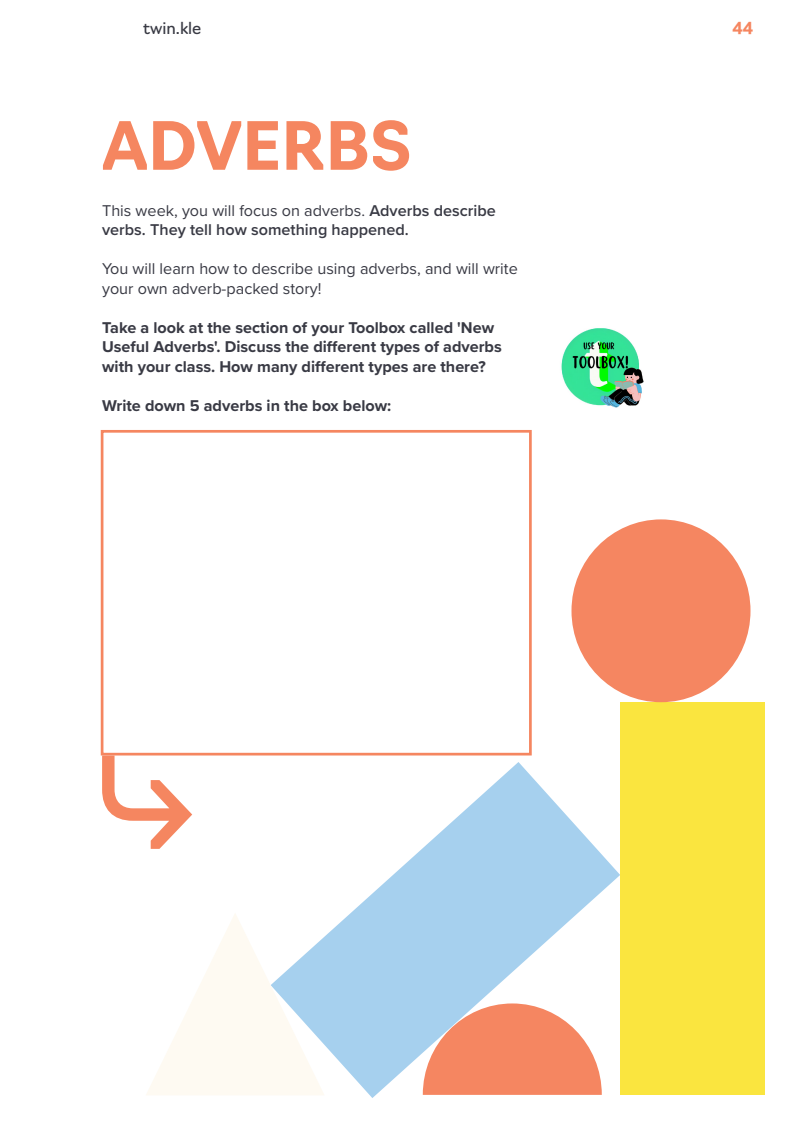 twin.kle
44
ADVERBS
This week, you will focus on adverbs. Adverbs describe
verbs. They tell how something happened.
You will learn how to describe using adverbs, and will write
your own adverb-packed story!
Take a look at the section of your Toolbox called 'New
Useful Adverbs'. Discuss the different types of adverbs
with your class. How many different types are there?
USE YOUR
TOOLBOX!
t
Write down 5 adverbs in the box below: